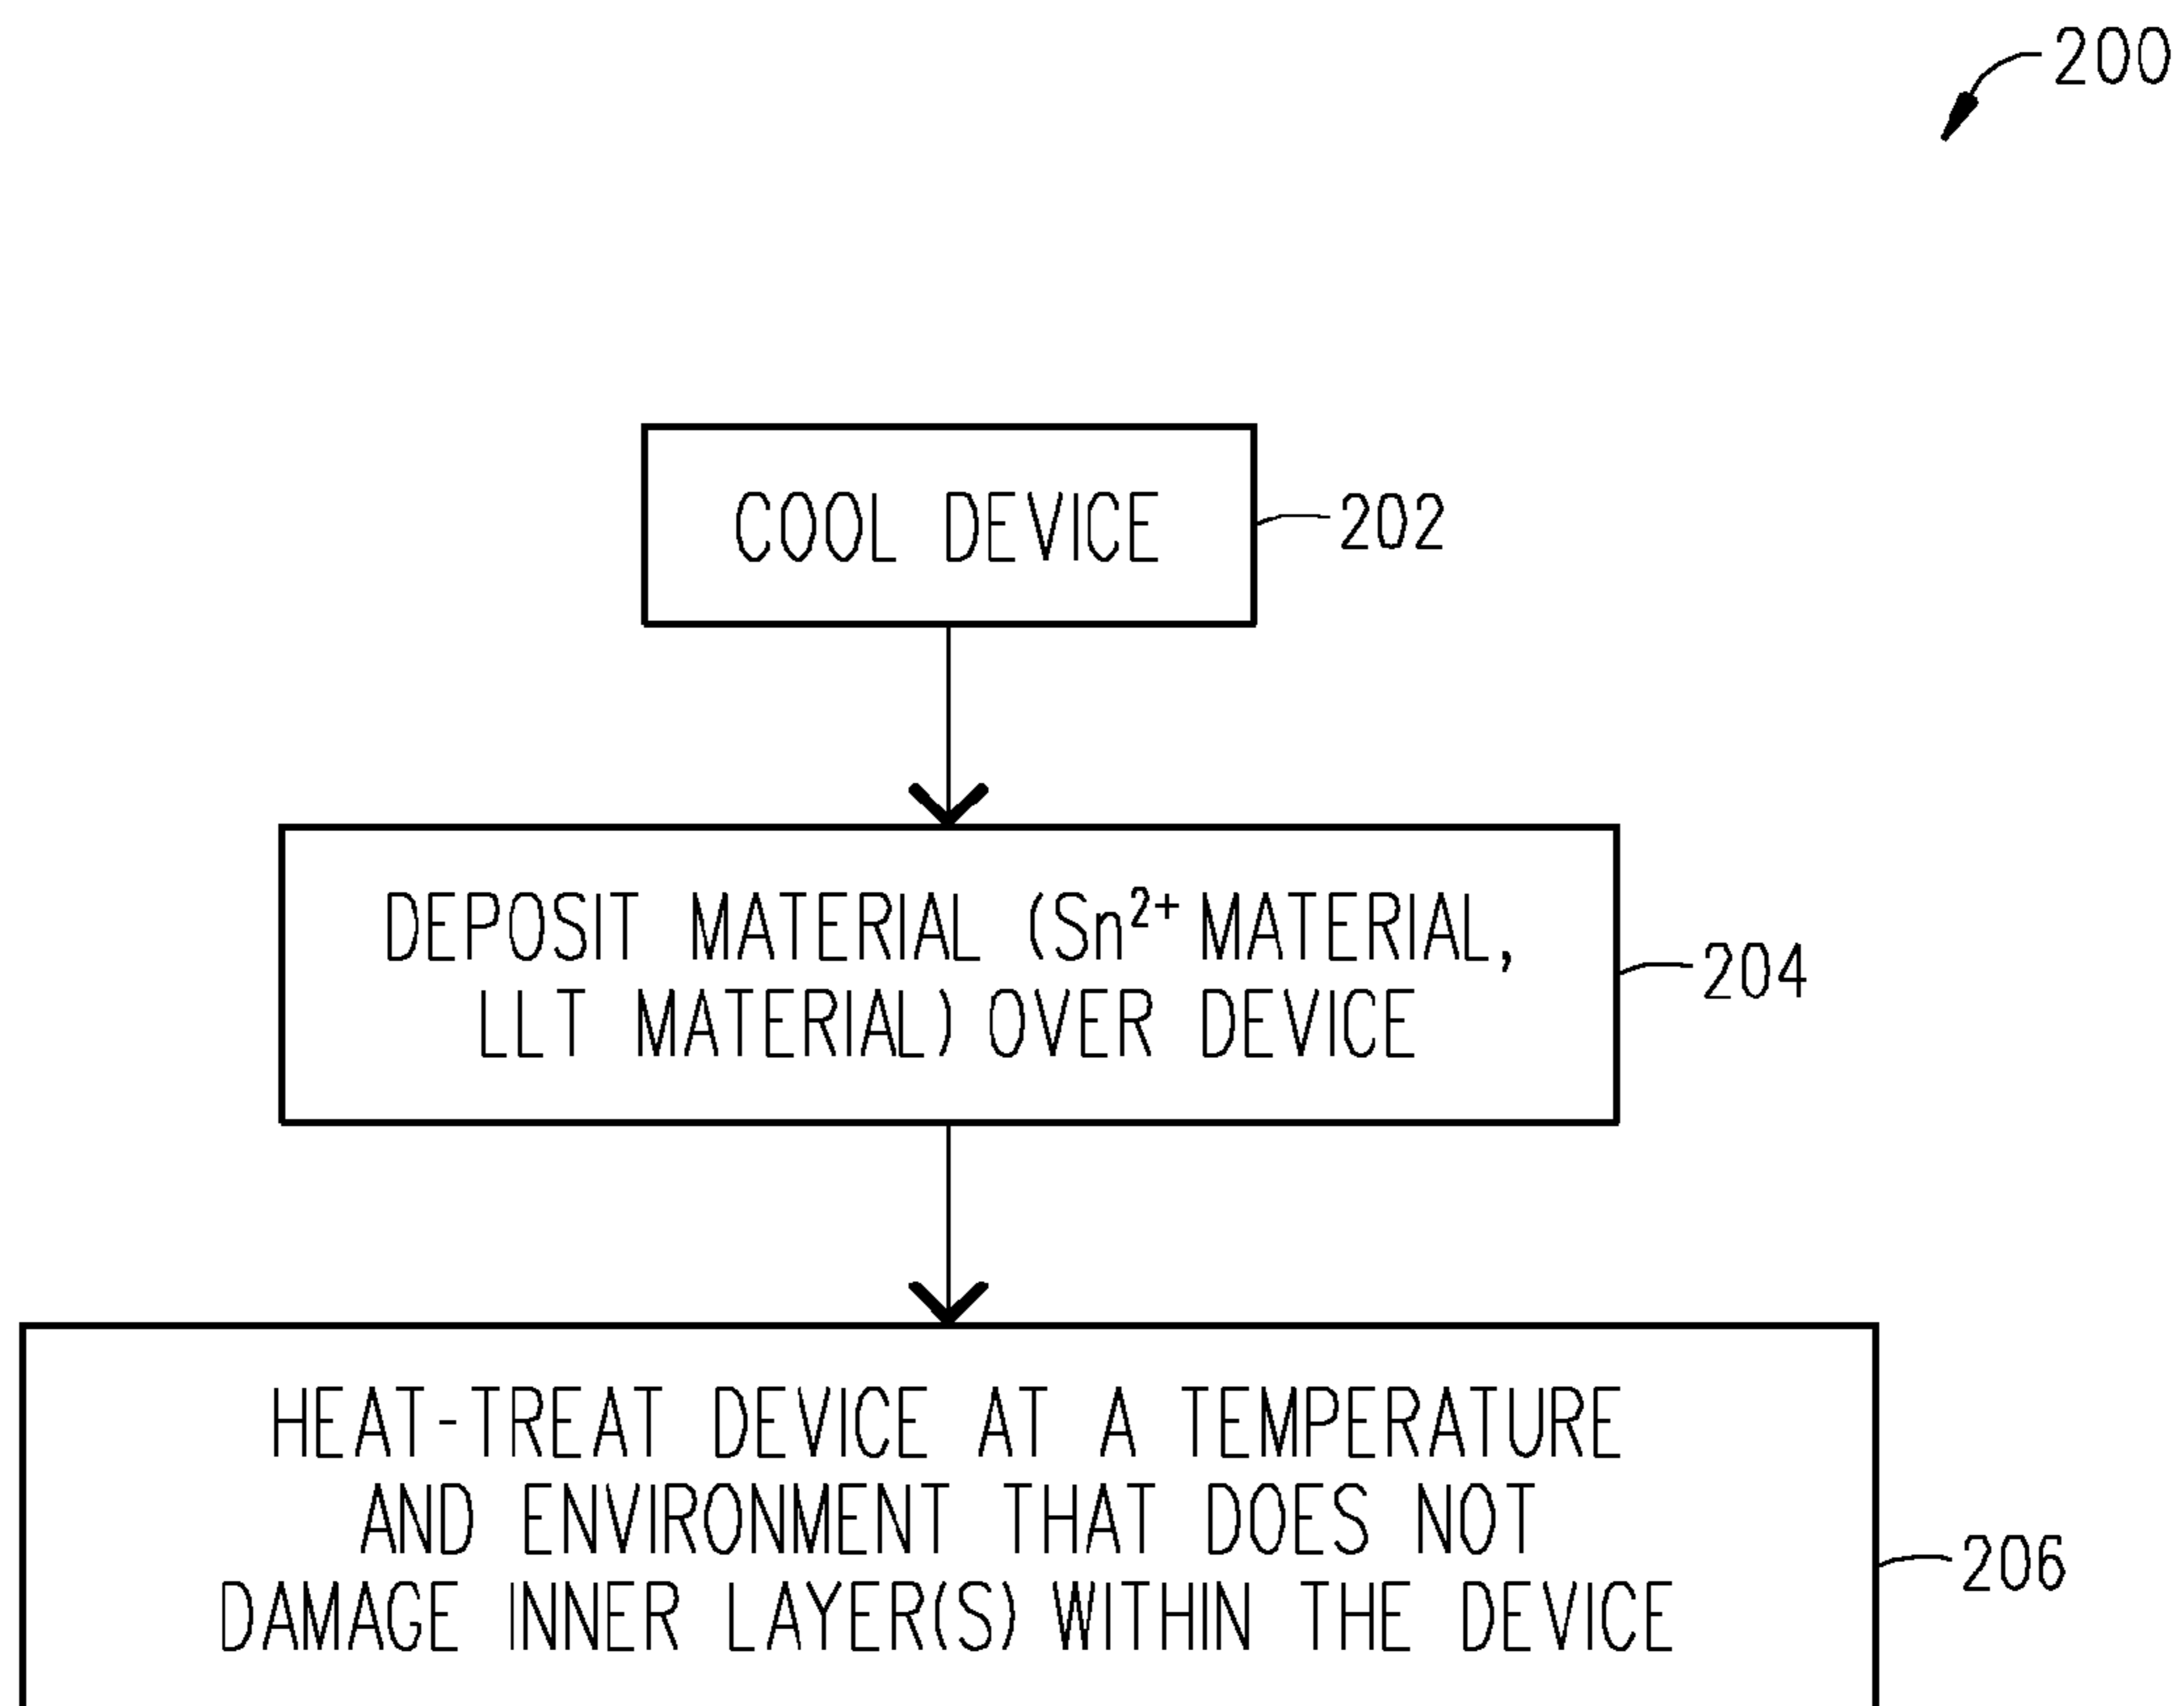 200
COOL DEVICE
202
DEPOSIT MATERIAL (Sn²⁺ MATERIAL,
LLT MATERIAL) OVER DEVICE
204
HEAT-TREAT DEVICE AT A TEMPERATURE
AND ENVIRONMENT THAT DOES NOT
DAMAGE INNER LAYER(S) WITHIN THE DEVICE
206